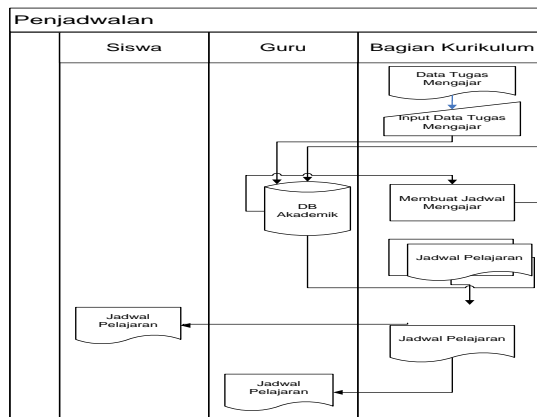 Penjadwalan
Siswa
Guru
Bagian Kurikulum
Data Tugas
Mengajar
Input Data Tugas
Mengajar
DB
Akademik
Membuat Jadwal
Mengajar
Jadwal Pelajaran
Jadwal
Pelajaran
Jadwal Pelajaran
Jadwal
Pelajaran